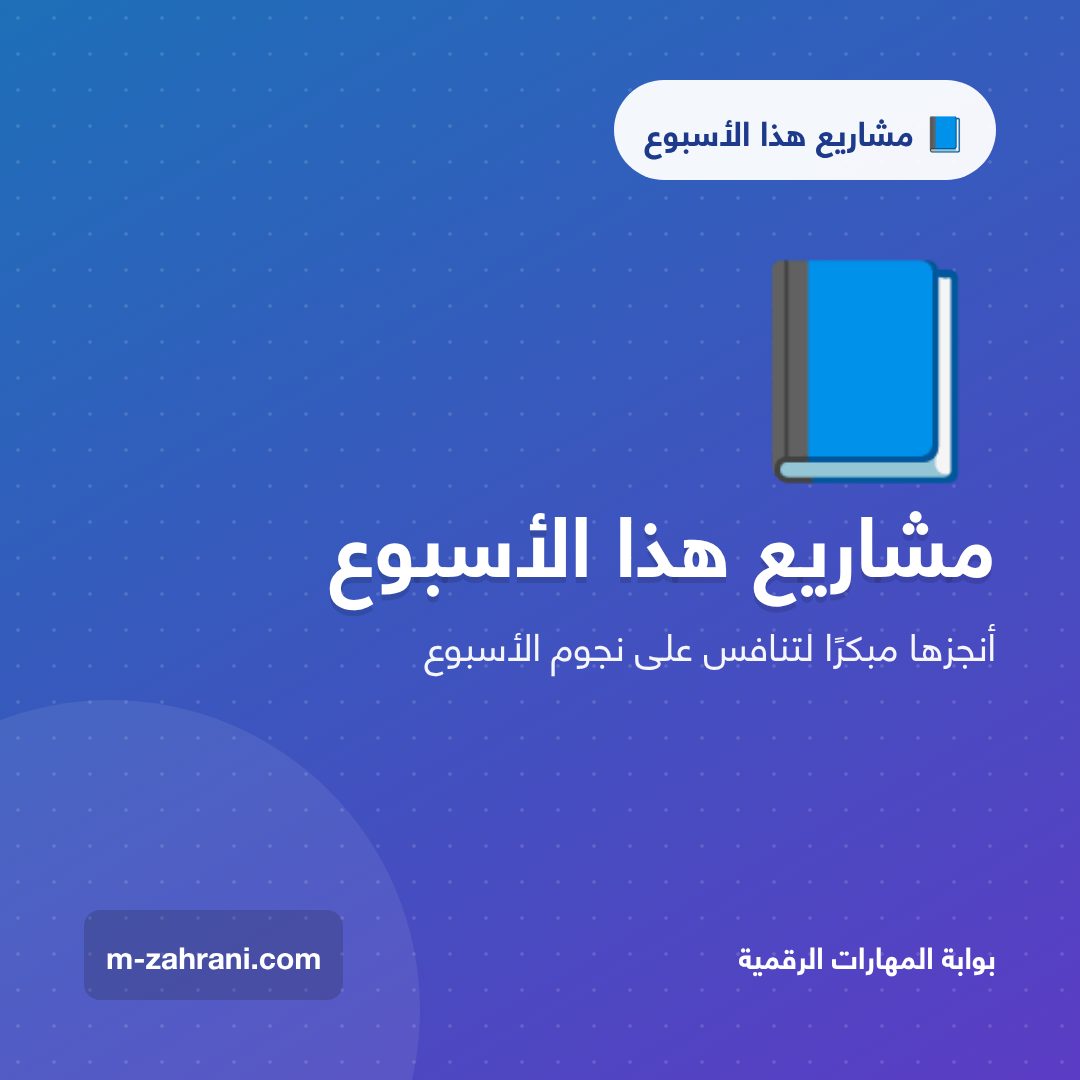 📘 مشاريع هذا الأسبوع
مشاريع هذا الأسبوع
أنجزها مبكرًا لتنافس على نجوم الأسبوع
بوابة المهارات الرقمية
m-zahrani.com